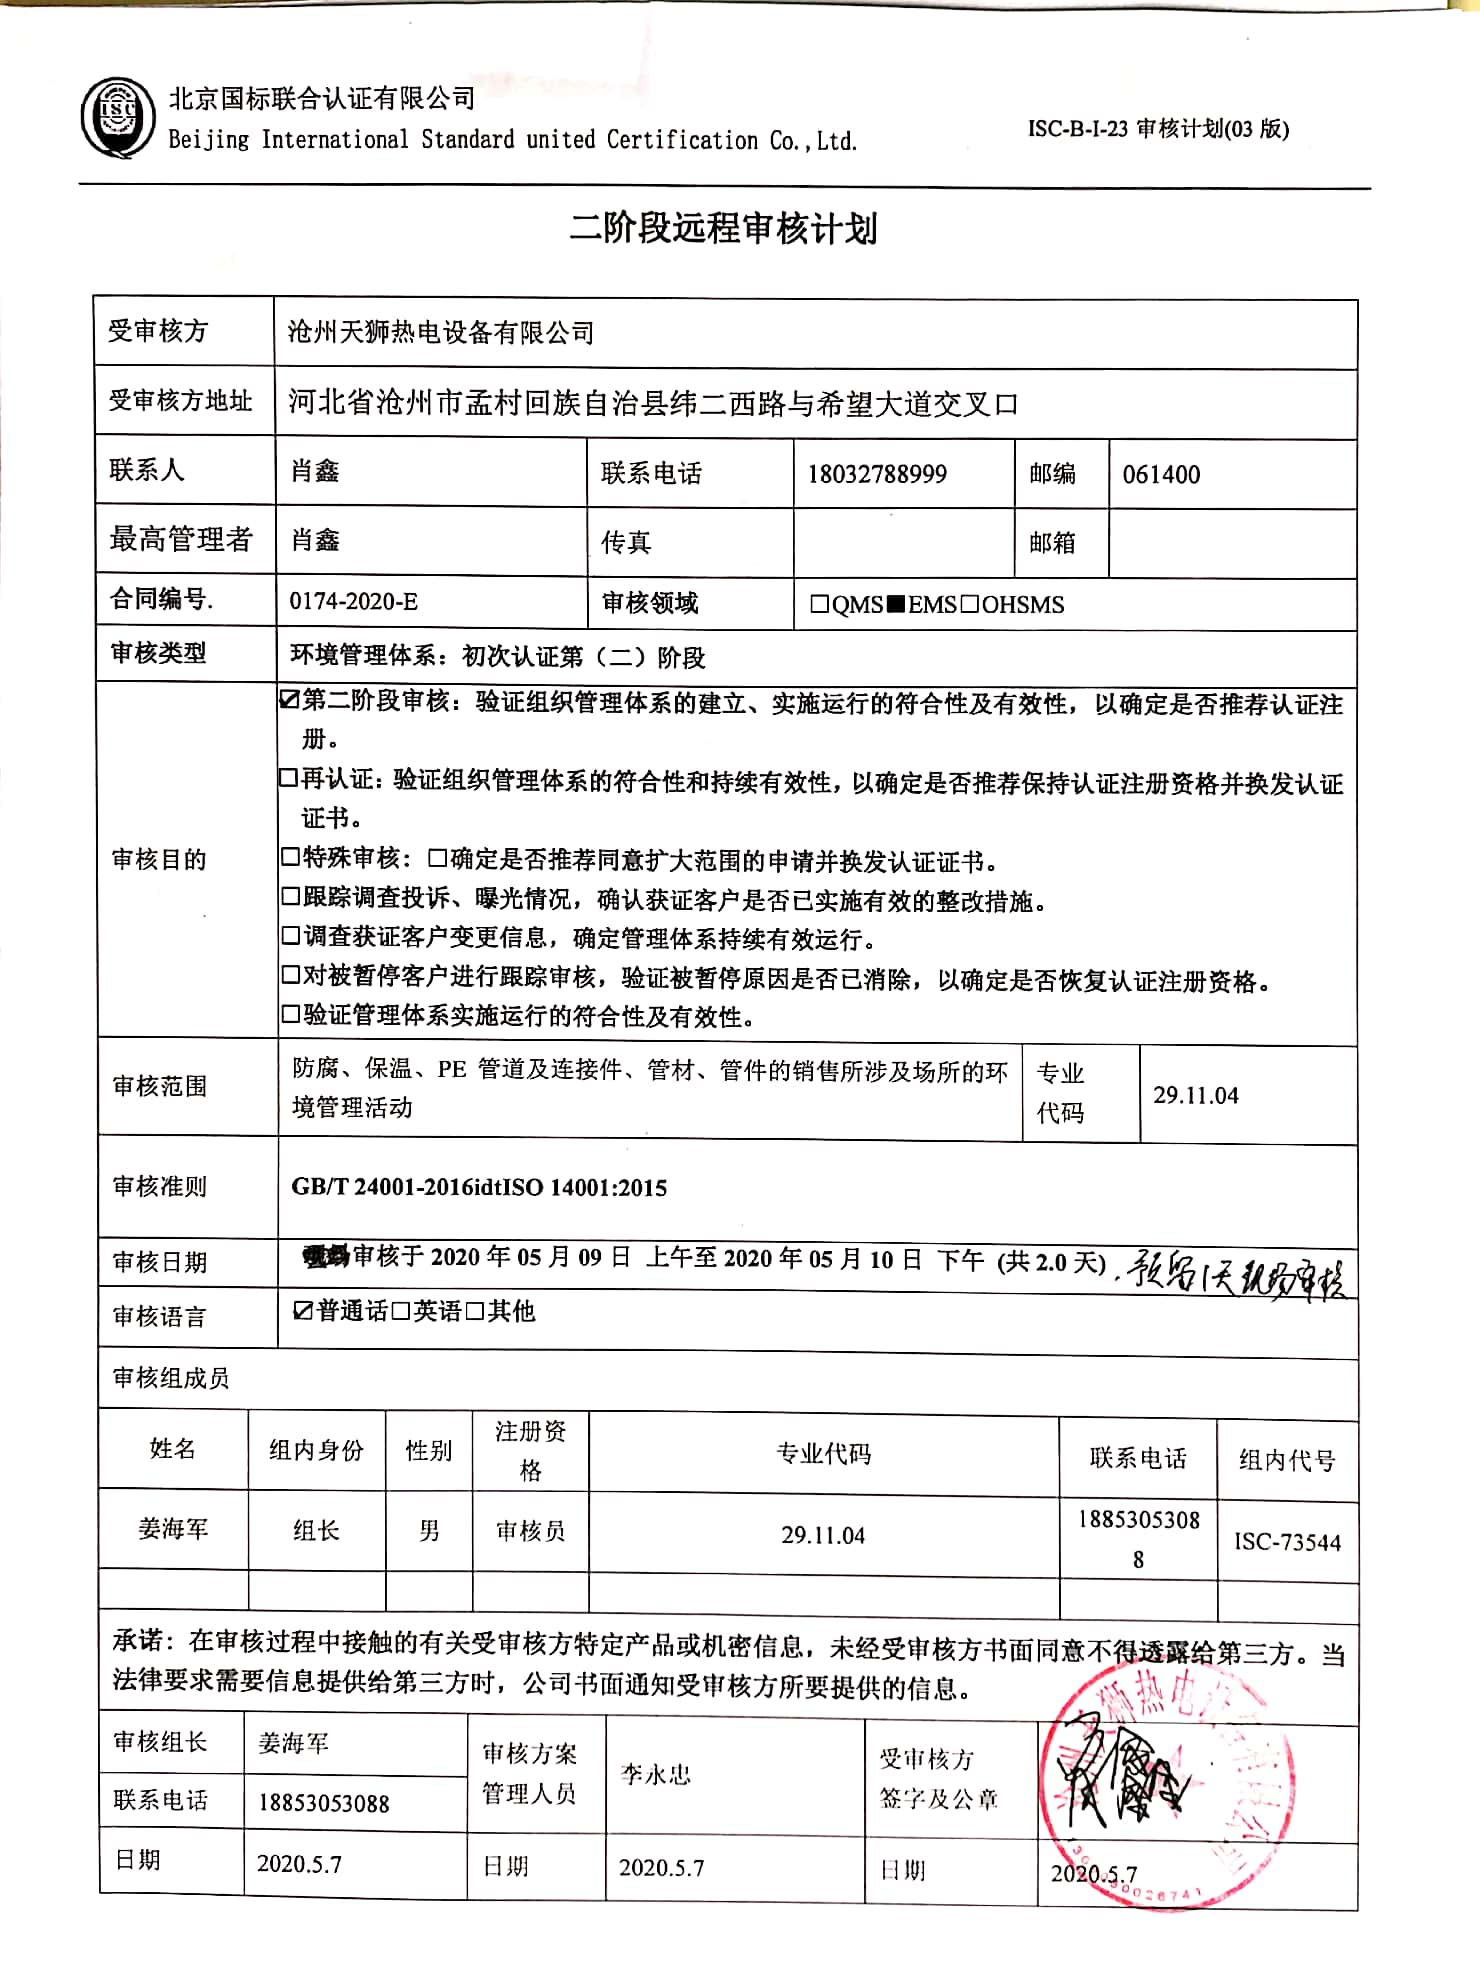 ISC
北京国标联合认证有限公司
Beijing International Standard united Certification Co.,Ltd.
ISC-B-I-23 审核计划(03 版)
二阶段远程审核计划
受审核方 沧州天狮热电设备有限公司
受审核方地址 河北省沧州市孟村回族自治县纬二西路与希望大道交叉口
联系人 肖鑫 联系电话 18032788999 邮编 061400
最高管理者 肖鑫 传真 邮箱
合同编号. 0174-2020-E 审核领域 □QMS■EMS□OHSMS
审核类型 环境管理体系：初次认证第（二）阶段
审核目的
☑第二阶段审核：验证组织管理体系的建立、实施运行的符合性及有效性，以确定是否推荐认证注
册。
□再认证：验证组织管理体系的符合性和持续有效性，以确定是否推荐保持认证注册资格并换发认证
证书。
□特殊审核：□确定是否推荐同意扩大范围的申请并换发认证证书。
□跟踪调查投诉、曝光情况，确认获证客户是否已实施有效的整改措施。
□调查获证客户变更信息，确定管理体系持续有效运行。
□对被暂停客户进行跟踪审核，验证被暂停原因是否已消除，以确定是否恢复认证注册资格。
□验证管理体系实施运行的符合性及有效性。
审核范围
防腐、保温、PE 管道及连接件、管材、管件的销售所涉及场所的环
境管理活动
专业
代码
29.11.04
审核准则 GB/T 24001-2016idtISO 14001:2015
审核日期 审核于 2020 年 05 月 09 日 上午至 2020 年 05 月 10 日 下午 (共 2.0 天)，预留1天现场审核
审核语言 ☑普通话□英语□其他
审核组成员
姓名 组内身份 性别 注册资
格
专业代码 联系电话 组内代号
姜海军 组长 男 审核员 29.11.04 1885305308
8
ISC-73544
承诺：在审核过程中接触的有关受审核方特定产品或机密信息，未经受审核方书面同意不得透露给第三方。当
法律要求需要信息提供给第三方时，公司书面通知受审核方所要提供的信息。
审核组长 姜海军
审核方案
管理人员
李永忠
受审核方
签字及公章
联系电话 18853053088
日期 2020.5.7 日期 2020.5.7 日期 2020.5.7